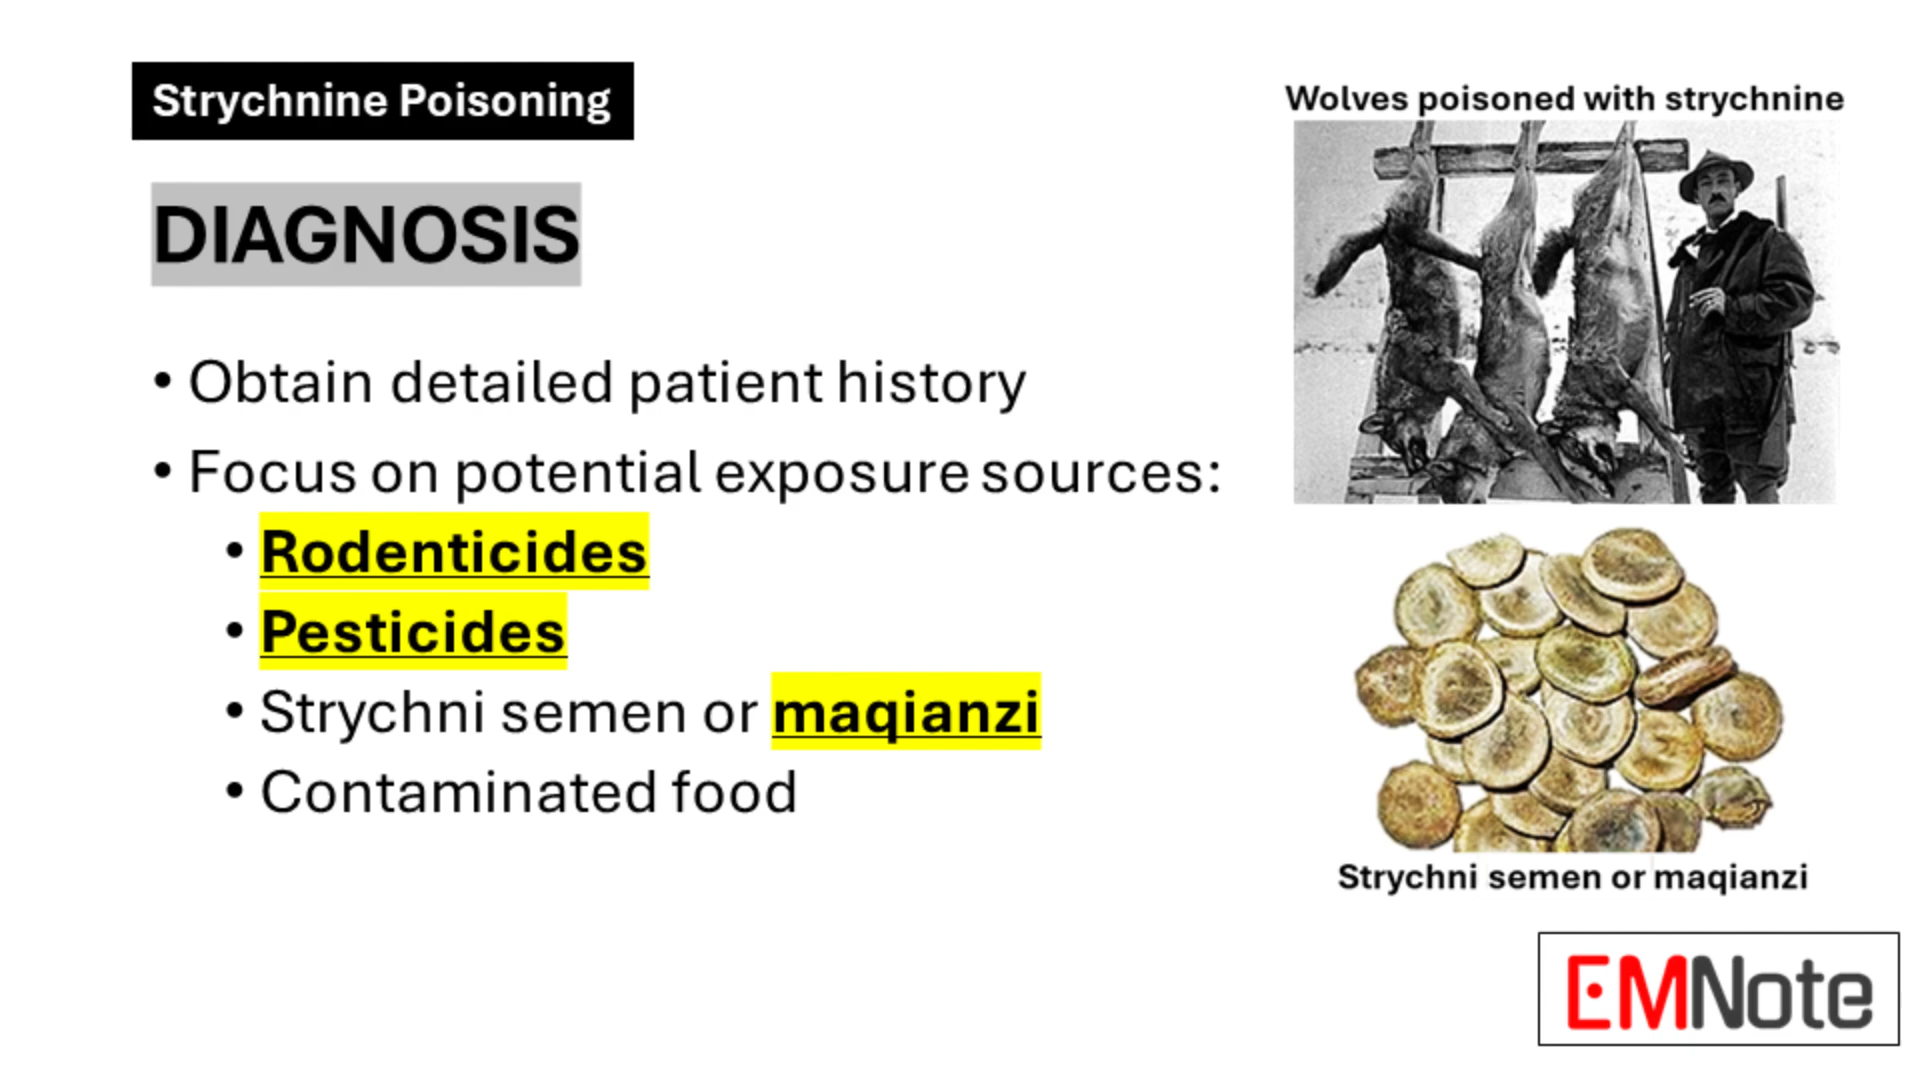 Strychnine Poisoning
DIAGNOSIS
• Obtain detailed patient history
• Focus on potential exposure sources:
• Rodenticides
• Pesticides
• Strychni semen or maqianzi
• Contaminated food
Wolves poisoned with strychnine
Strychni semen or maqianzi
EMNote